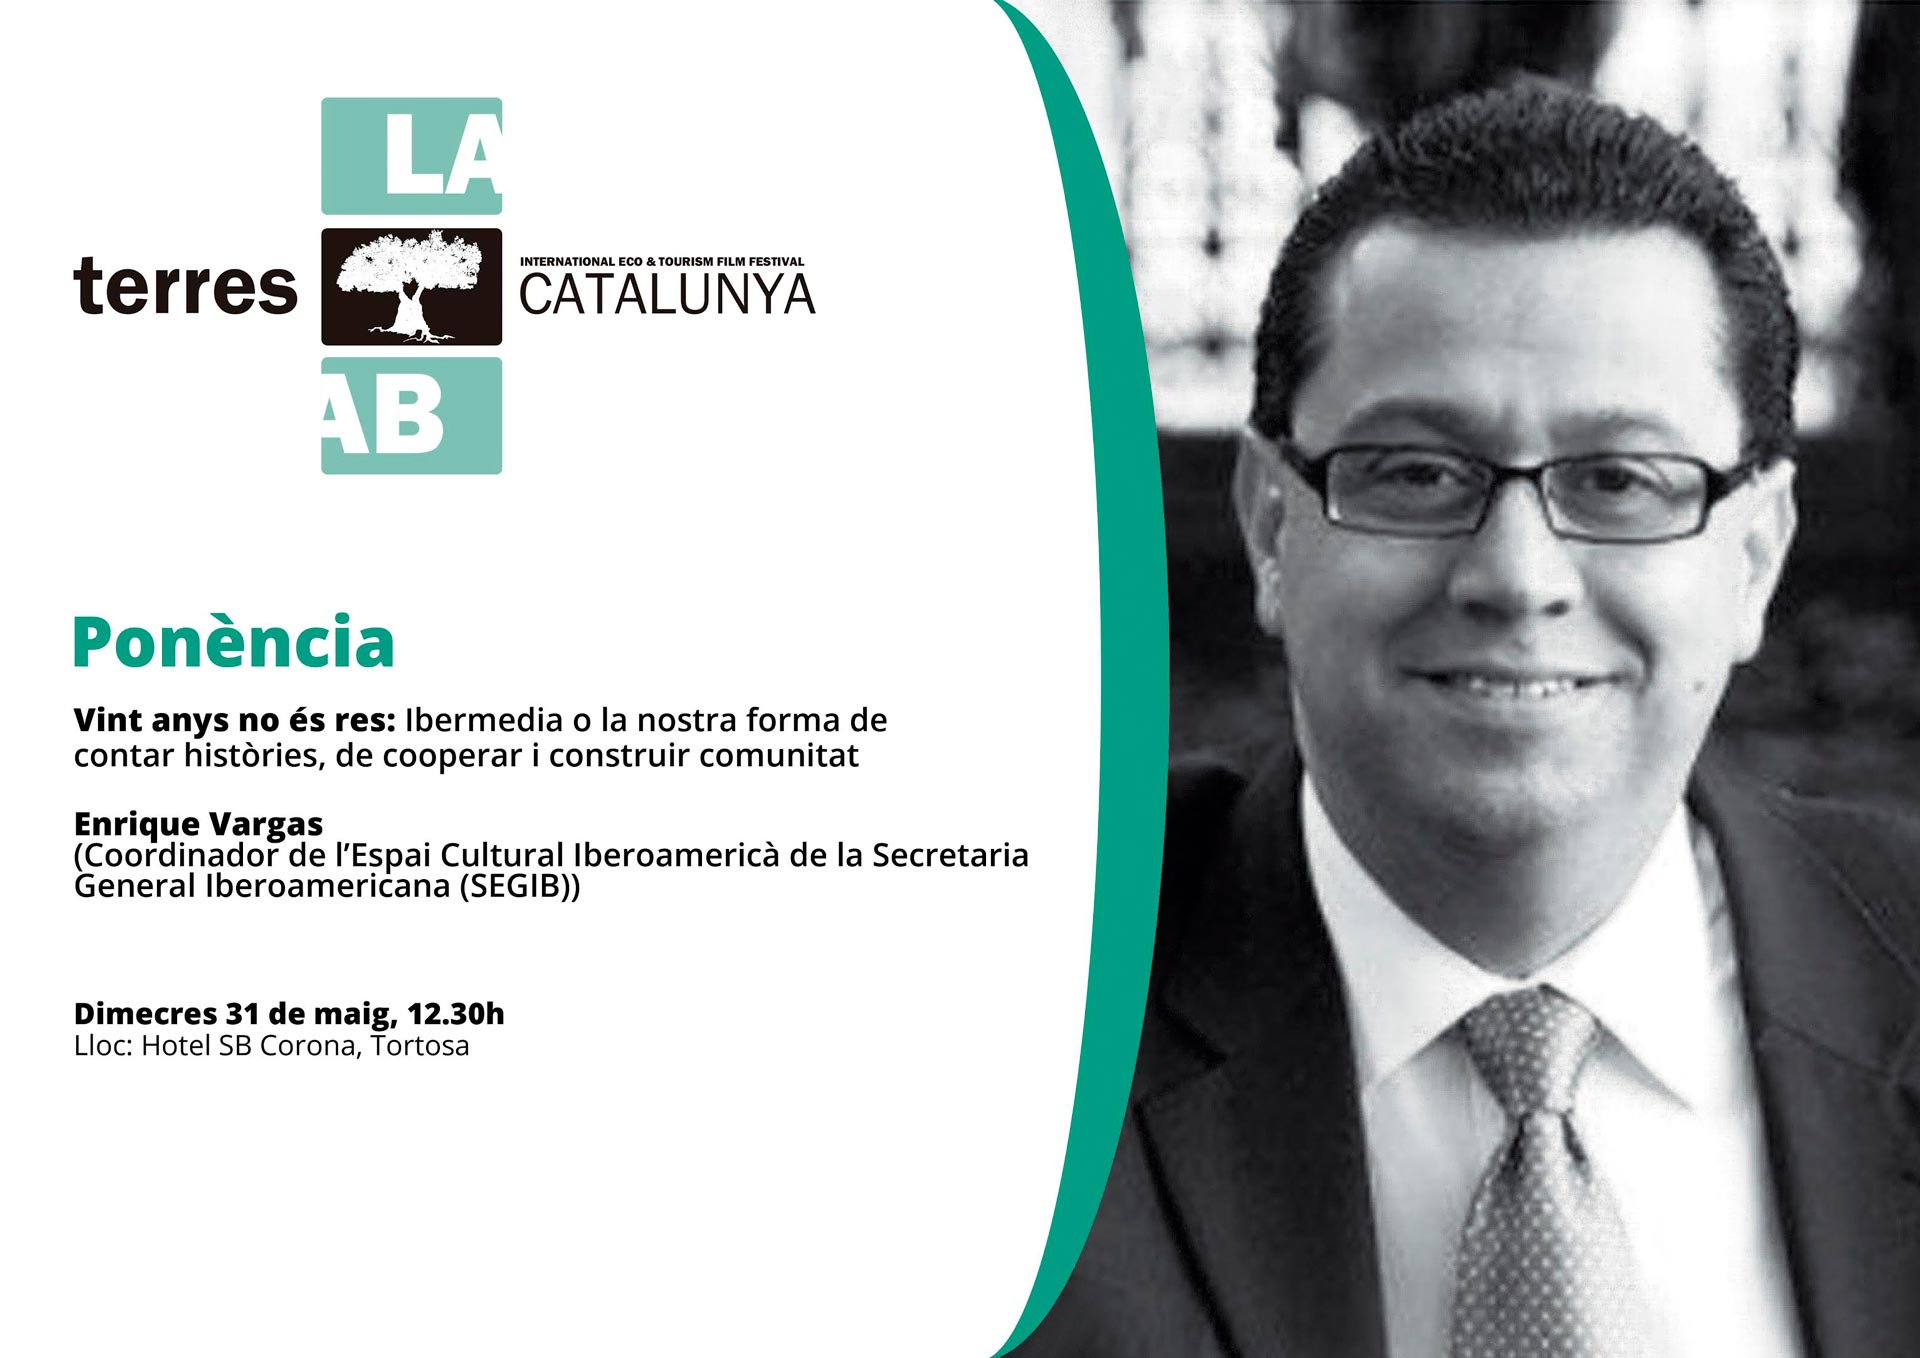 LA
terres
INTERNATIONAL ECO & TOURISM FILM FESTIVAL
CATALUNYA
AB
Ponència
Vint anys no és res: Ibermedia o la nostra forma de
contar històries, de cooperar i construir comunitat
Enrique Vargas
(Coordinador de l’Espai Cultural Iberoamericà de la Secretaria
General Iberoamericana (SEGIB))
Dimecres 31 de maig, 12.30h
Lloc: Hotel SB Corona, Tortosa